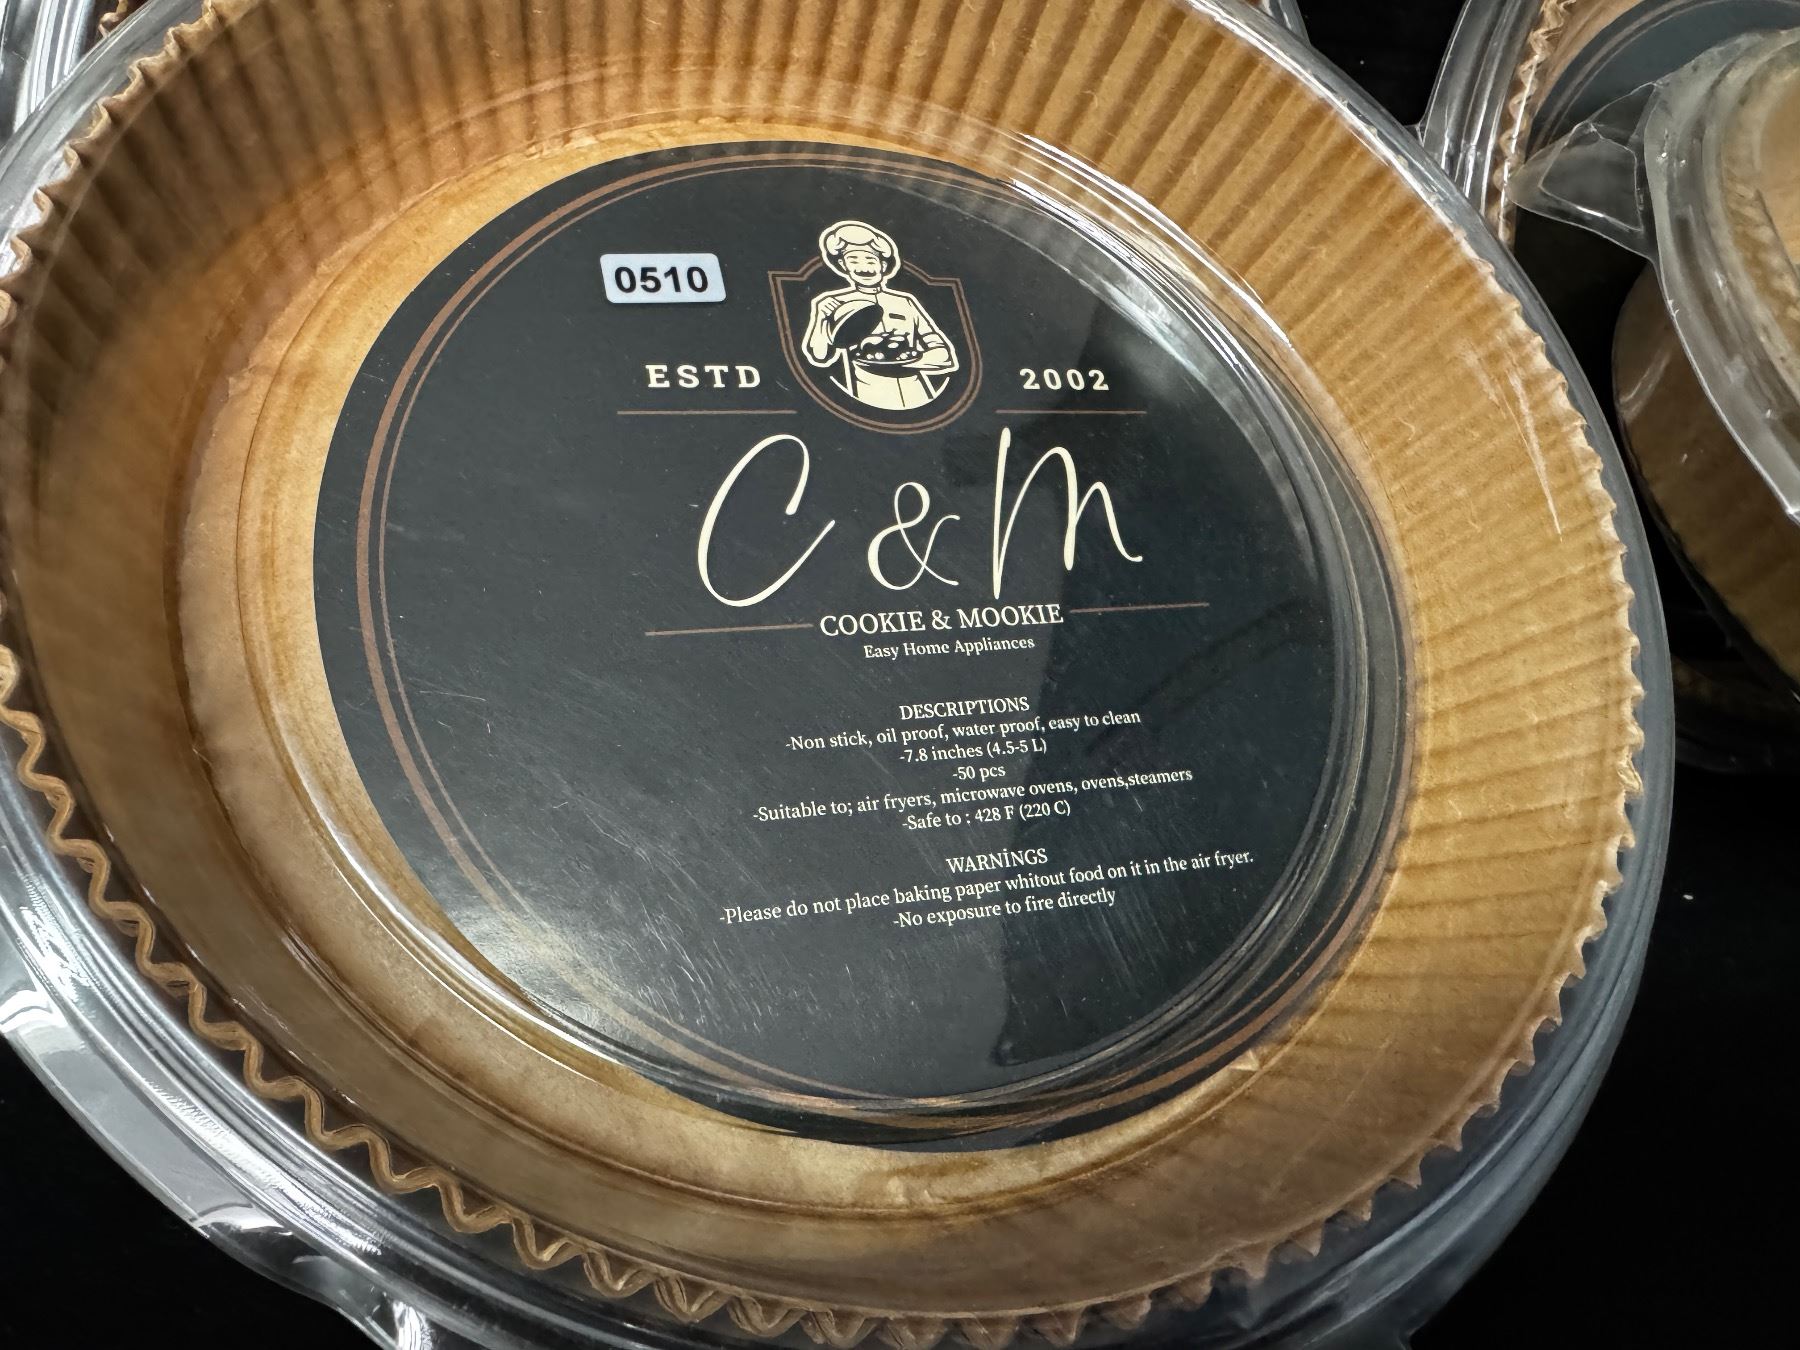 0510
ESTD 2002
C & M
COOKIE & MOOKIE
Easy Home Appliances
DESCRIPTIONS
-Non stick, oil proof, water proof, easy to clean
-7.8 inches (4.5-5 L)
-50 pcs
-Suitable to; air fryers, microwave ovens, ovens,steamers
-Safe to : 428 F (220 C)
WARNİNGS
-Please do not place baking paper whitout food on it in the air fryer.
-No exposure to fire directly